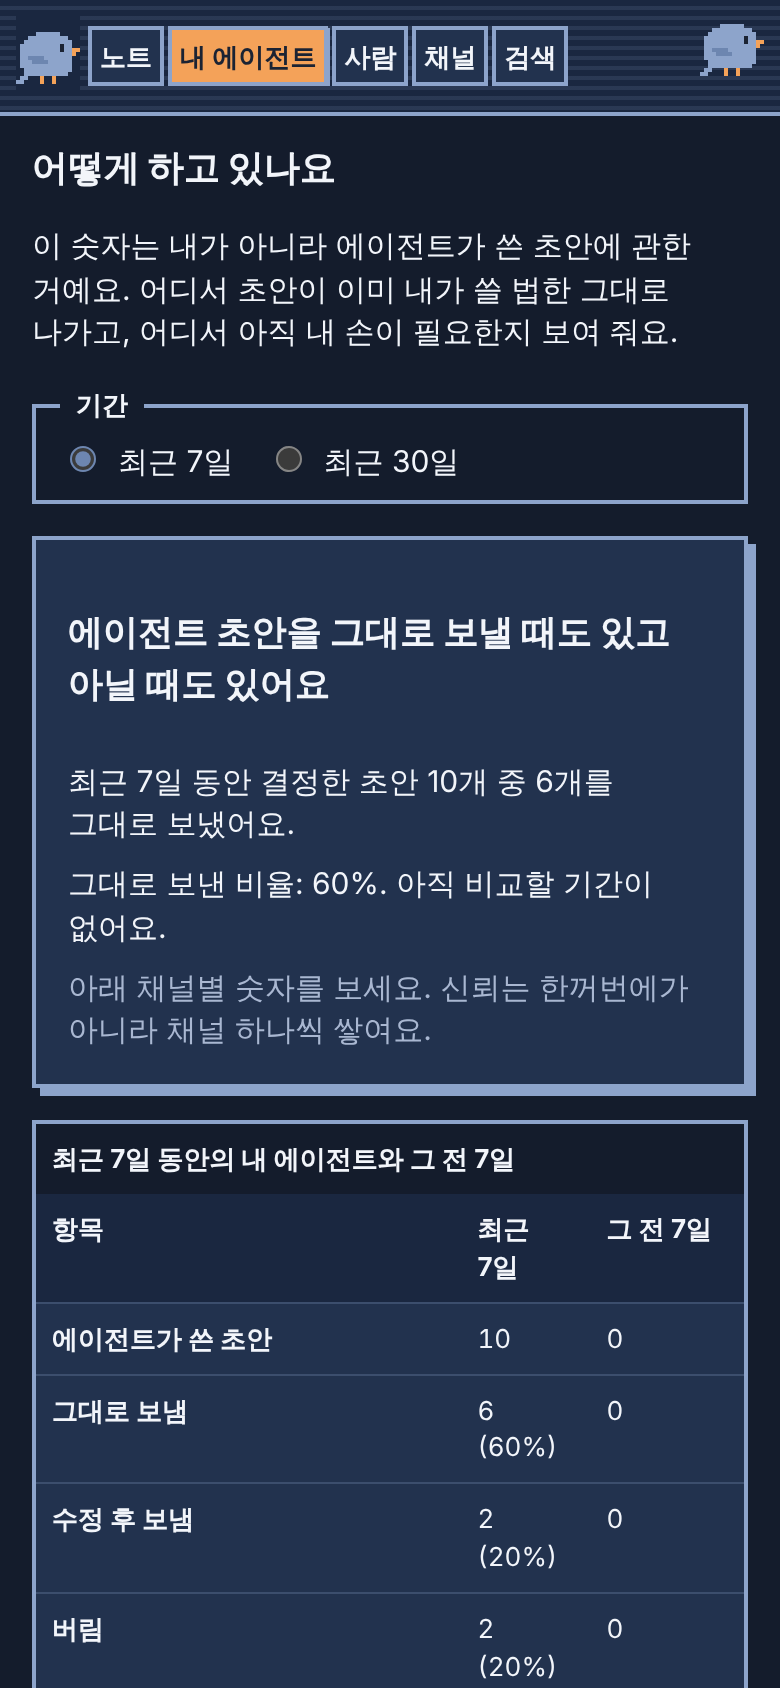 노트 내 에이전트 사람 채널 검색
어떻게 하고 있나요
이 숫자는 내가 아니라 에이전트가 쓴 초안에 관한
거예요. 어디서 초안이 이미 내가 쓸 법한 그대로
나가고, 어디서 아직 내 손이 필요한지 보여 줘요.
기간
최근 7일 최근 30일
에이전트 초안을 그대로 보낼 때도 있고
아닐 때도 있어요
최근 7일 동안 결정한 초안 10개 중 6개를
그대로 보냈어요.
그대로 보낸 비율: 60%. 아직 비교할 기간이
없어요.
아래 채널별 숫자를 보세요. 신뢰는 한꺼번에가
아니라 채널 하나씩 쌓여요.
최근 7일 동안의 내 에이전트와 그 전 7일
항목 최근 그 전 7일
7일
에이전트가 쓴 초안 10 0
그대로 보냄 6 0
(60%)
수정 후 보냄 2 0
(20%)
버림 2 0
(20%)